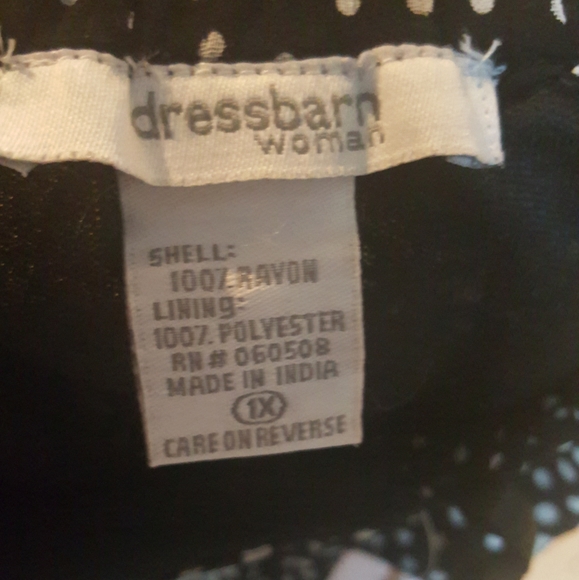 dressbarn
woman
SHELL:
100% RAYON
LINING:
100% POLYESTER
RN# 060508
MADE IN INDIA
1X
CARE ON REVERSE